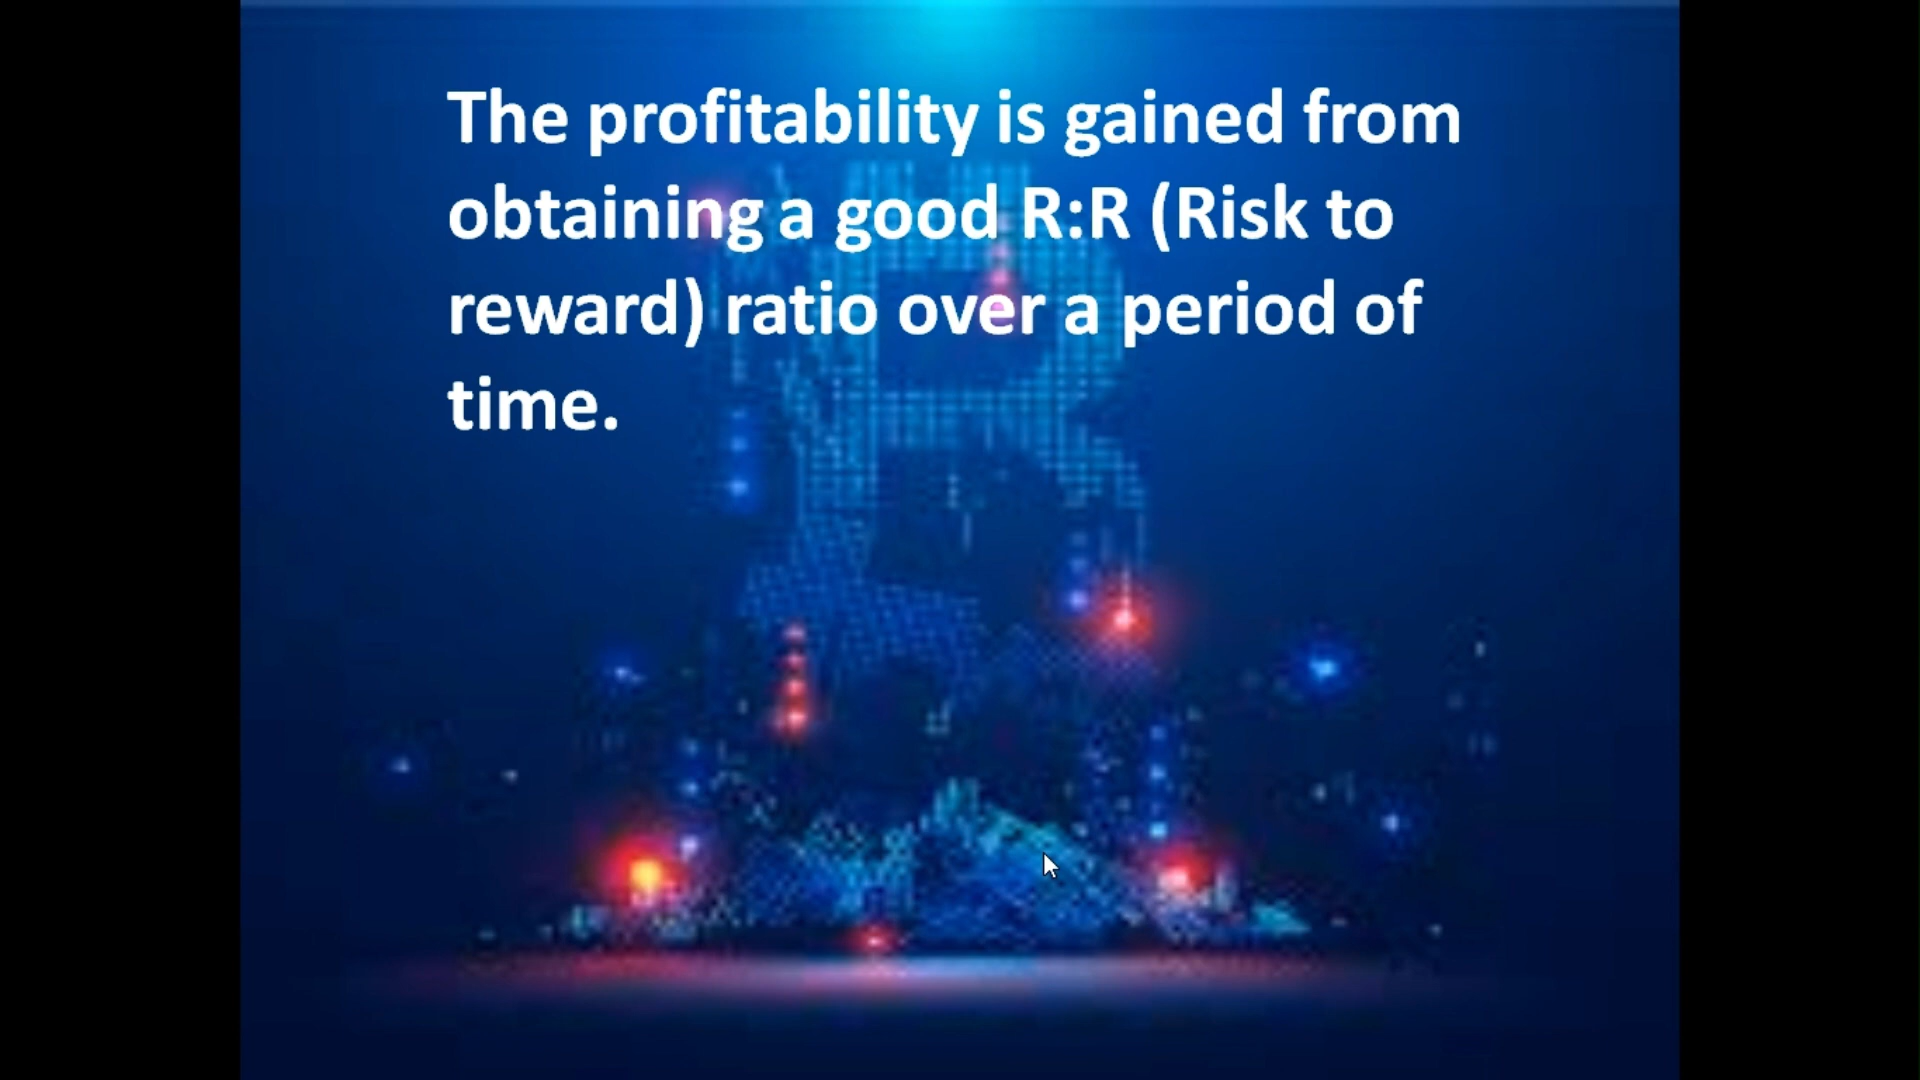 The profitability is gained from
obtaining a good R:R (Risk to
reward) ratio over a period of
time.